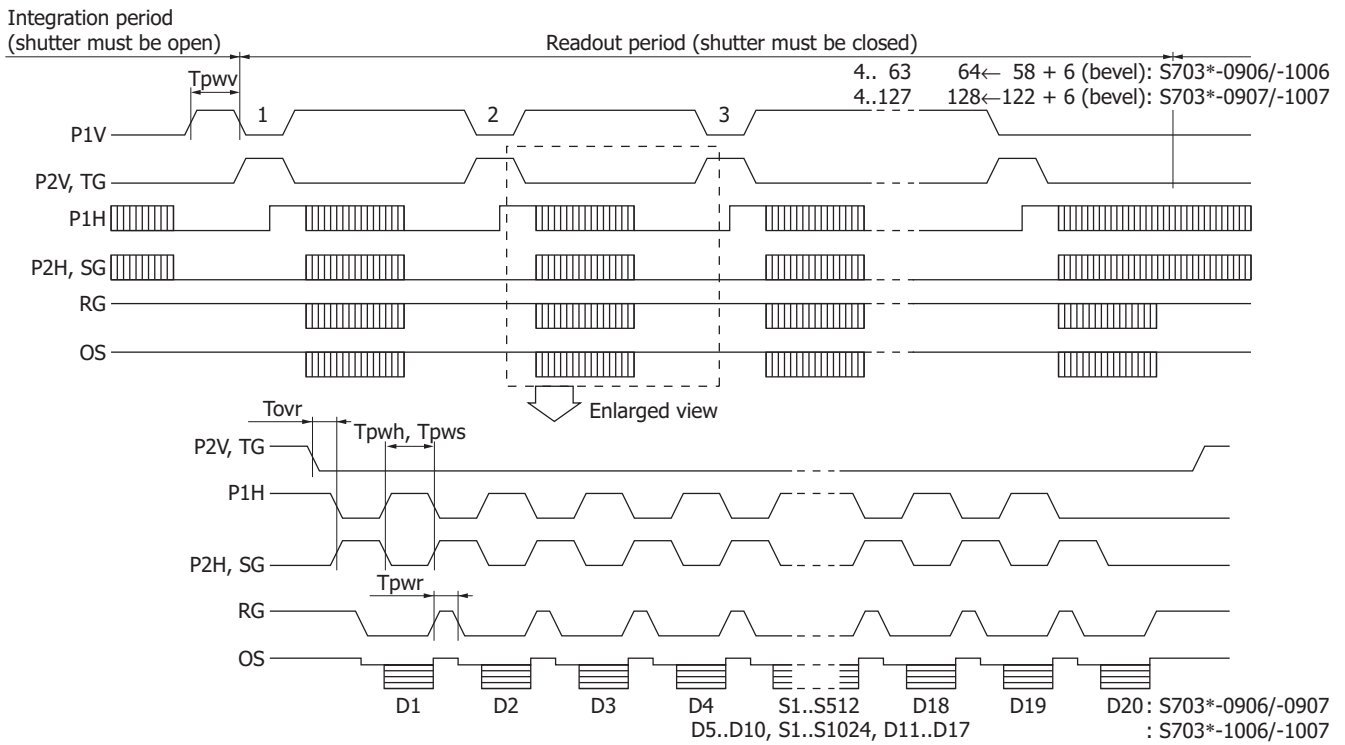 Integration period
(shutter must be open)
Readout period (shutter must be closed)
Tpwv
4.. 63 64← 58 + 6 (bevel): S703*-0906/-1006
4..127 128←122 + 6 (bevel): S703*-0907/-1007
P1V
1
2
3
P2V, TG
P1H
P2H, SG
RG
OS
Enlarged view
Tovr
Tpwh, Tpws
P2V, TG
P1H
P2H, SG
Tpwr
RG
OS
D1 D2 D3 D4 S1..S512 D18 D19 D20: S703*-0906/-0907
D5..D10, S1..S1024, D11..D17 : S703*-1006/-1007